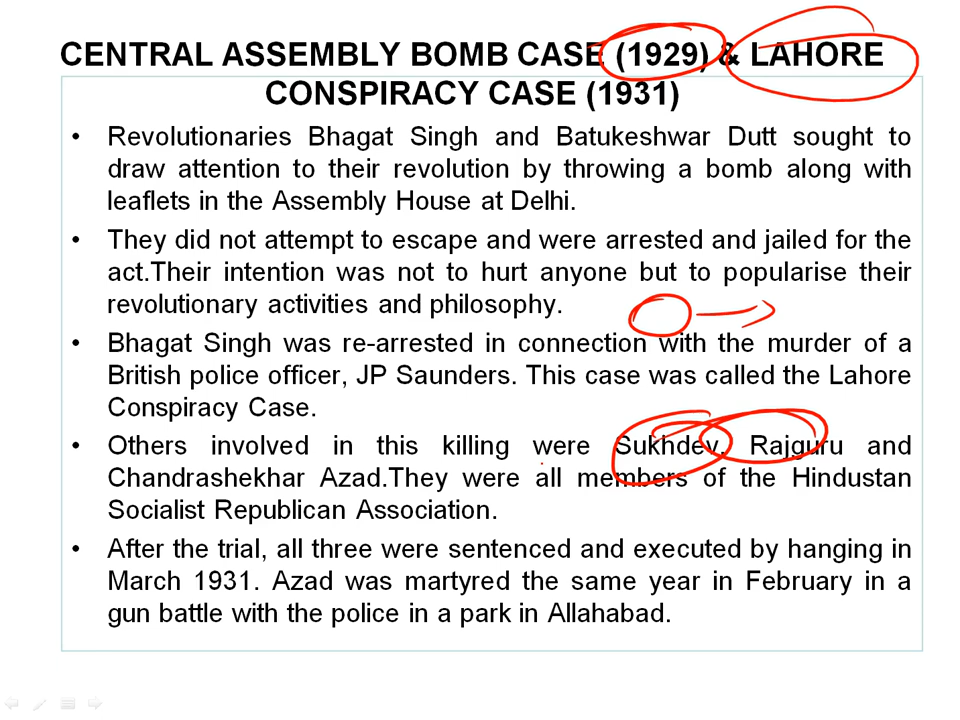 CENTRAL ASSEMBLY BOMB CASE (1929) & LAHORE
CONSPIRACY CASE (1931)
• Revolutionaries Bhagat Singh and Batukeshwar Dutt sought to
draw attention to their revolution by throwing a bomb along with
leaflets in the Assembly House at Delhi.
• They did not attempt to escape and were arrested and jailed for the
act.Their intention was not to hurt anyone but to popularise their
revolutionary activities and philosophy.
• Bhagat Singh was re-arrested in connection with the murder of a
British police officer, JP Saunders. This case was called the Lahore
Conspiracy Case.
• Others involved in this killing were Sukhdev, Rajguru and
Chandrashekhar Azad.They were all members of the Hindustan
Socialist Republican Association.
• After the trial, all three were sentenced and executed by hanging in
March 1931. Azad was martyred the same year in February in a
gun battle with the police in a park in Allahabad.